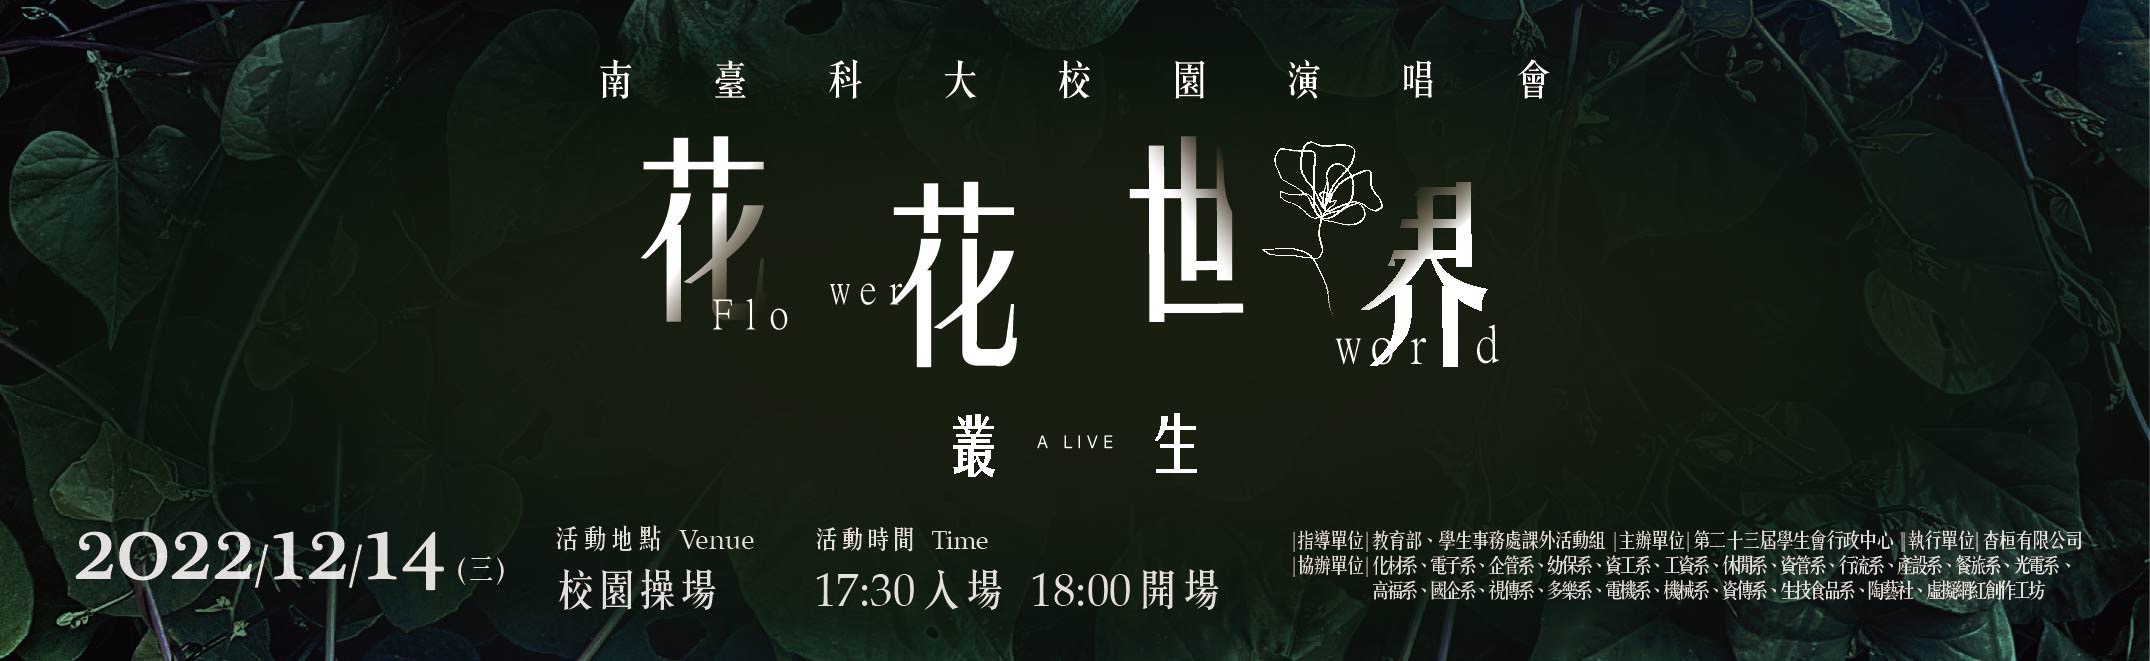 南臺科大校園演唱會
花花世界
Flo wer wor d
叢 A LIVE 生
2022/12/14 (三)
活動地點 Venue
校園操場
活動時間 Time
17:30 入場 18:00 開場
|指導單位| 教育部、學生事務處課外活動組 |主辦單位| 第二十三屆學生會行政中心 |執行單位| 杳桓有限公司
|協辦單位| 化材系、電子系、企管系、幼保系、資工系、工資系、休閒系、資管系、行流系、產設系、餐旅系、光電系、
高福系、國企系、視傳系、多樂系、電機系、機械系、資傳系、生技食品系、陶藝社、虛擬網紅創作工坊